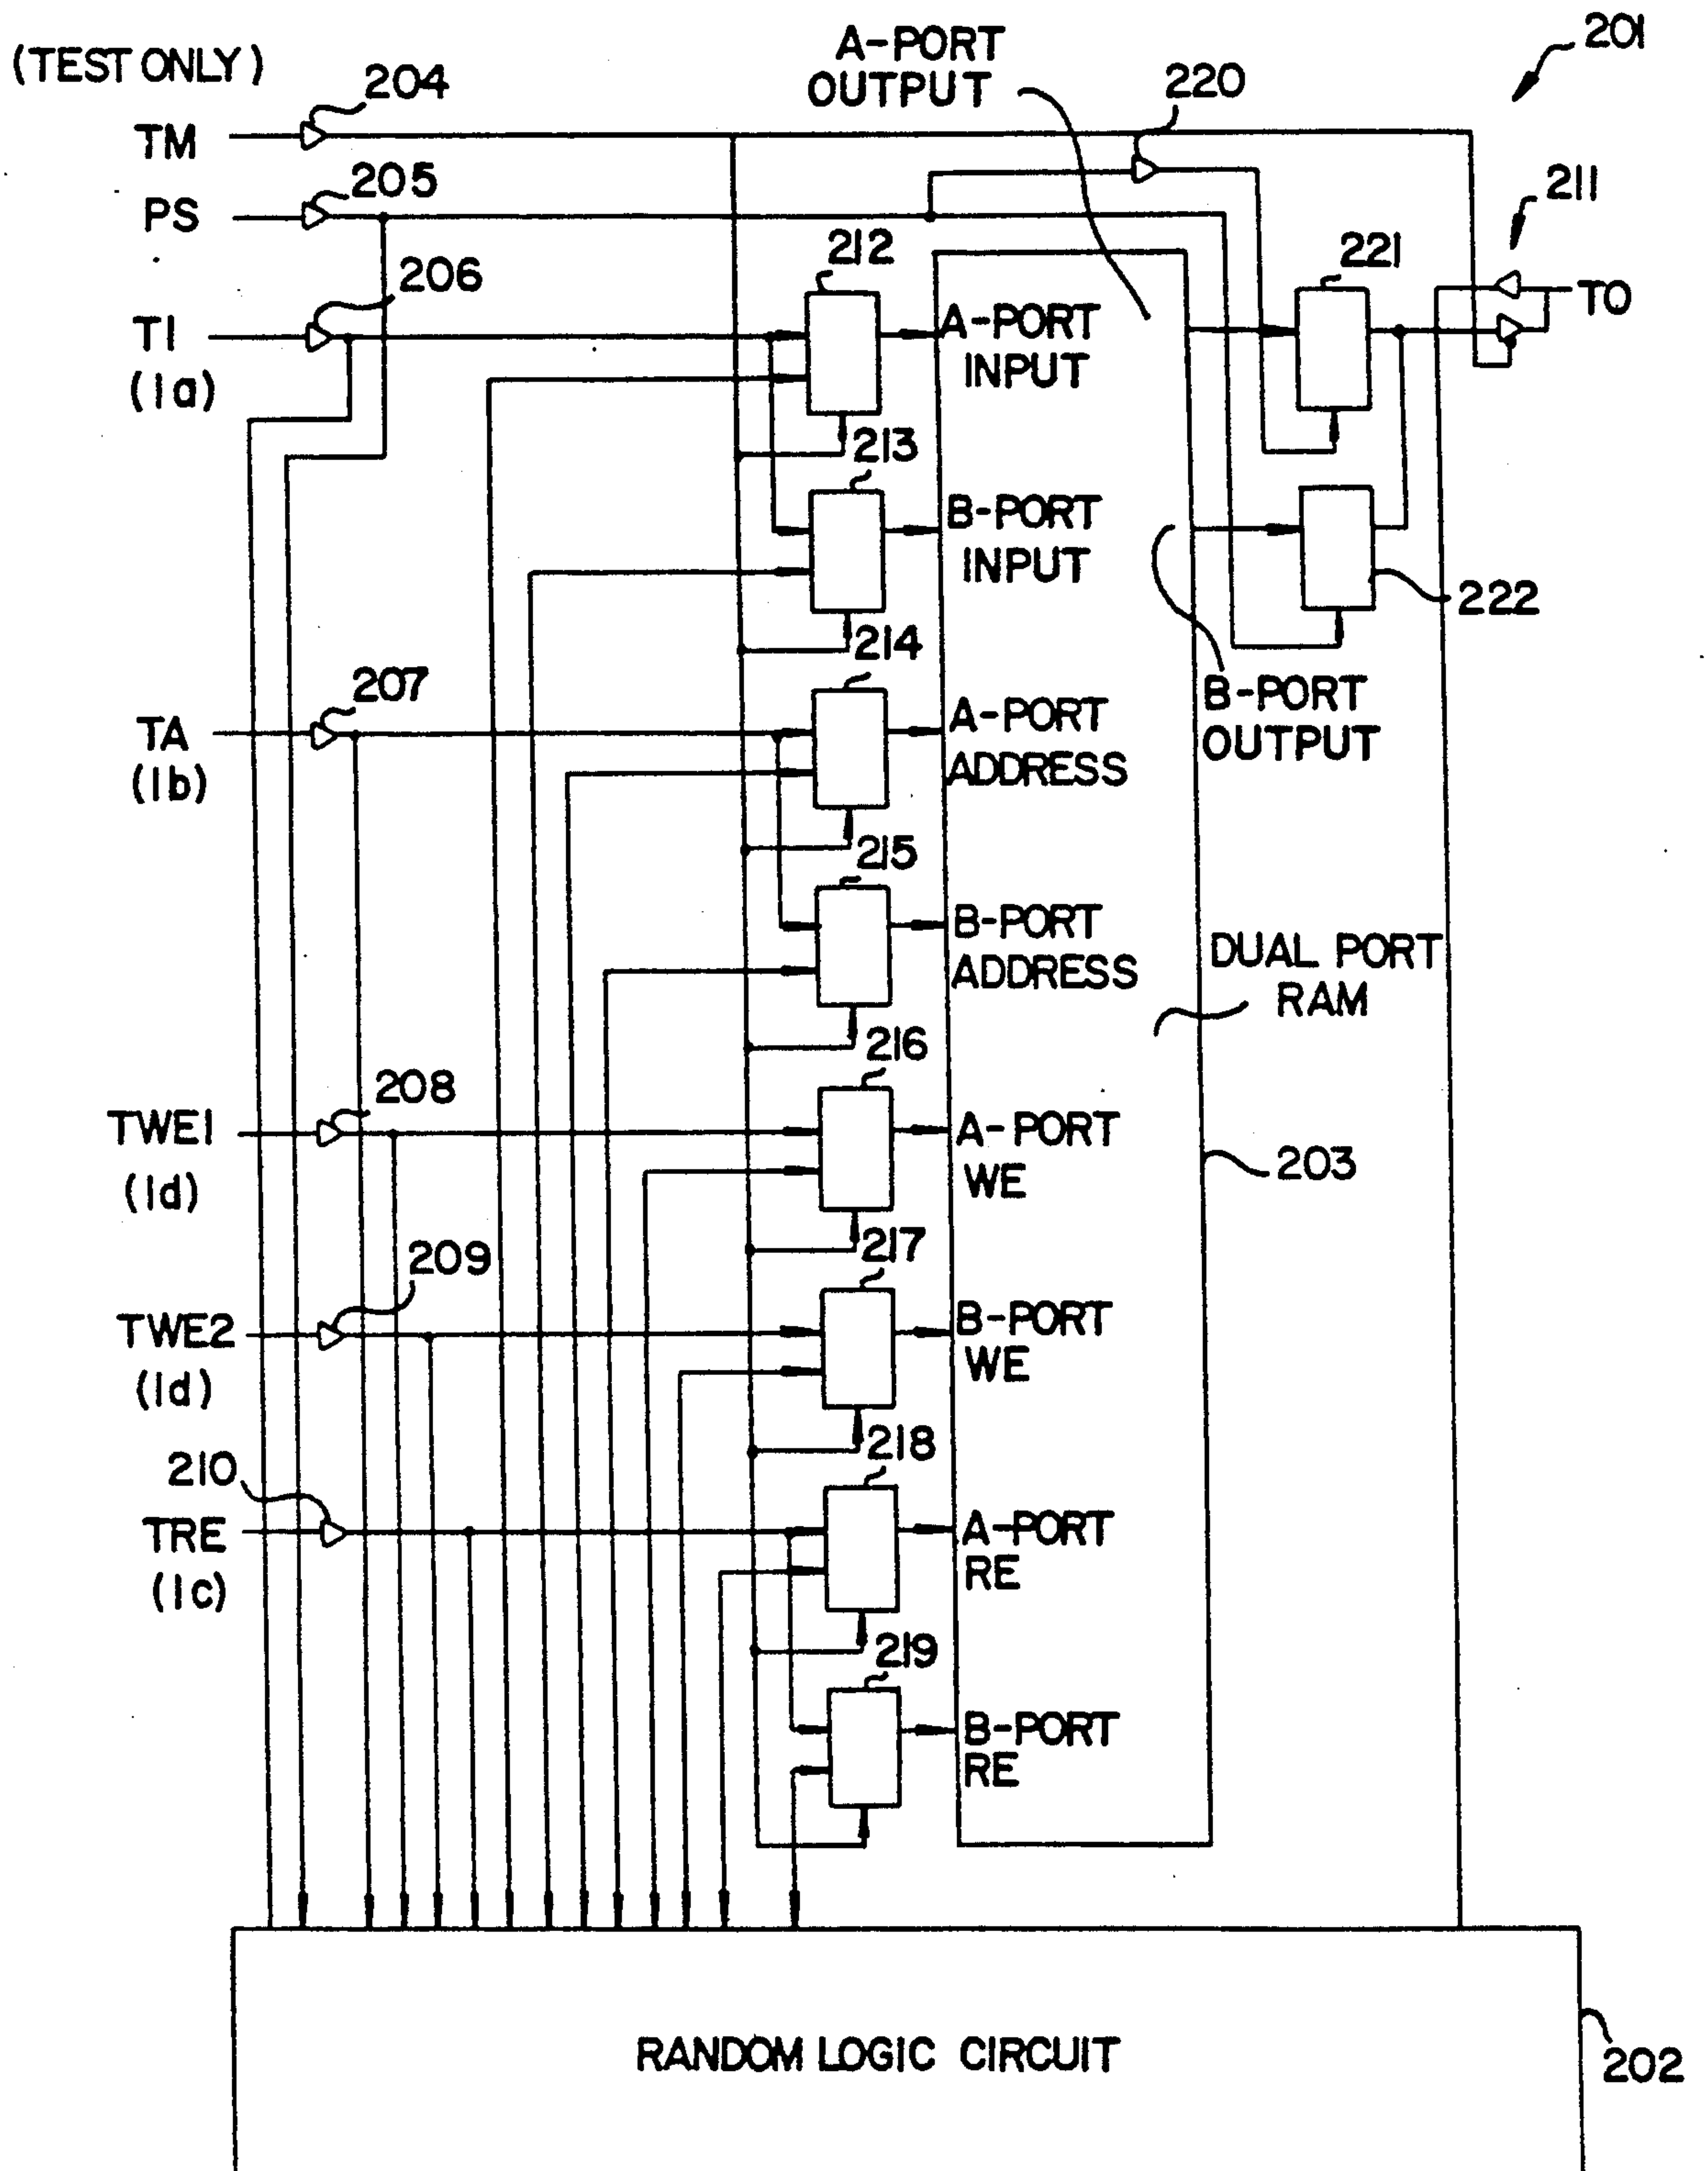 (TEST ONLY)
A-PORT
OUTPUT
201
204
220
TM
205
211
PS
212
221
206
TI
TO
(1a)
A-PORT
INPUT
213
B-PORT
INPUT
222
214
207
B-PORT
OUTPUT
TA
(1b)
A-PORT
ADDRESS
215
B-PORT
ADDRESS
DUAL PORT
RAM
216
208
TWE1
(1d)
A-PORT
WE
203
217
209
TWE2
(1d)
B-PORT
WE
218
210
TRE
(1c)
A-PORT
RE
219
B-PORT
RE
RANDOM LOGIC CIRCUIT
202